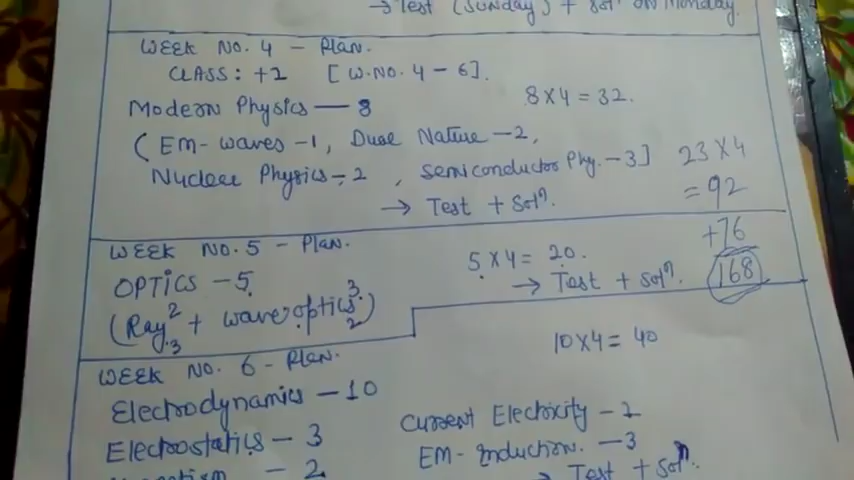 → Test (Sunday) + Solⁿ on Monday.
WEEK NO. 4 - Plan.
CLASS: +2 [W.NO. 4 - 6].
Modern Physics — 8
8 x 4 = 32.
(EM-waves -1, Dual Nature -2,
Nuclear Physics - 2, Semiconductor Phy. -3]
23 x 4
= 92
→ Test + Solⁿ.
+76
168
WEEK NO. 5 - Plan.
OPTICS - 5
5 x 4 = 20.
→ Test + Solⁿ.
(Ray 2 3 + wave optics 3 2)
WEEK NO. 6 - Plan.
10 x 4 = 40
Electrodynamics - 10
Electrostatics - 3
Current Electricity - 2
EM-Induction. - 3
- 2
→ Test + Solⁿ.